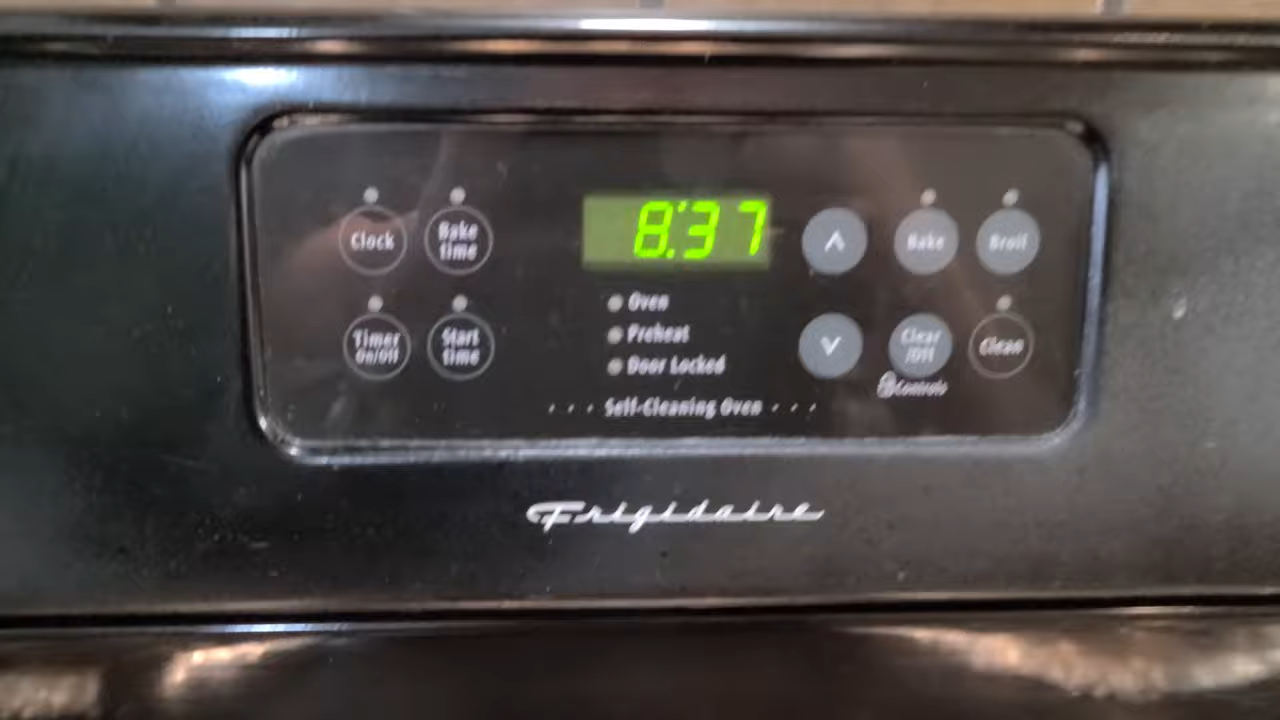 8:37
Clock
Bake
time
Bake
Broil
Oven
Timer
On/Off
Start
time
Preheat
Clear
/Off
Clean
Door Locked
Controls
Self-Cleaning Oven
Frigidaire